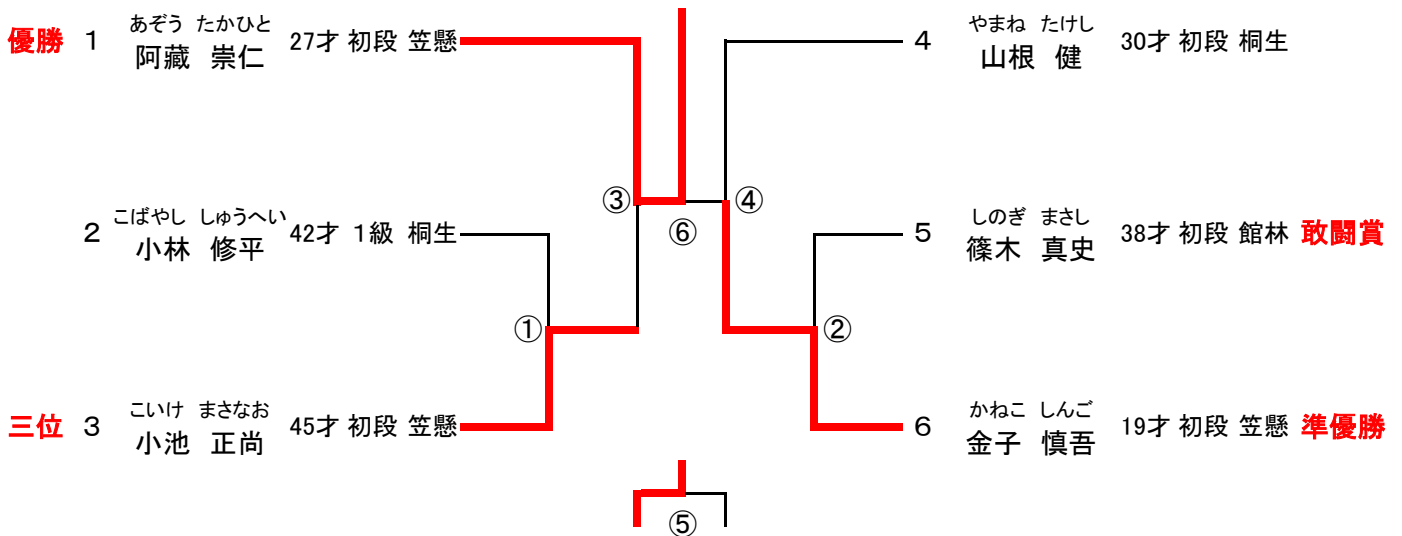 あぞう たかひと
優勝 1 阿藏 崇仁 27才 初段 笠懸
やまね たけし
4 山根 健 30才 初段 桐生
③ ④
⑥
こばやし しゅうへい
2 小林 修平 42才 1級 桐生
しのぎ まさし
5 篠木 真史 38才 初段 館林 敢闘賞
① ②
こいけ まさなお
三位 3 小池 正尚 45才 初段 笠懸
かねこ しんご
6 金子 慎吾 19才 初段 笠懸 準優勝
⑤